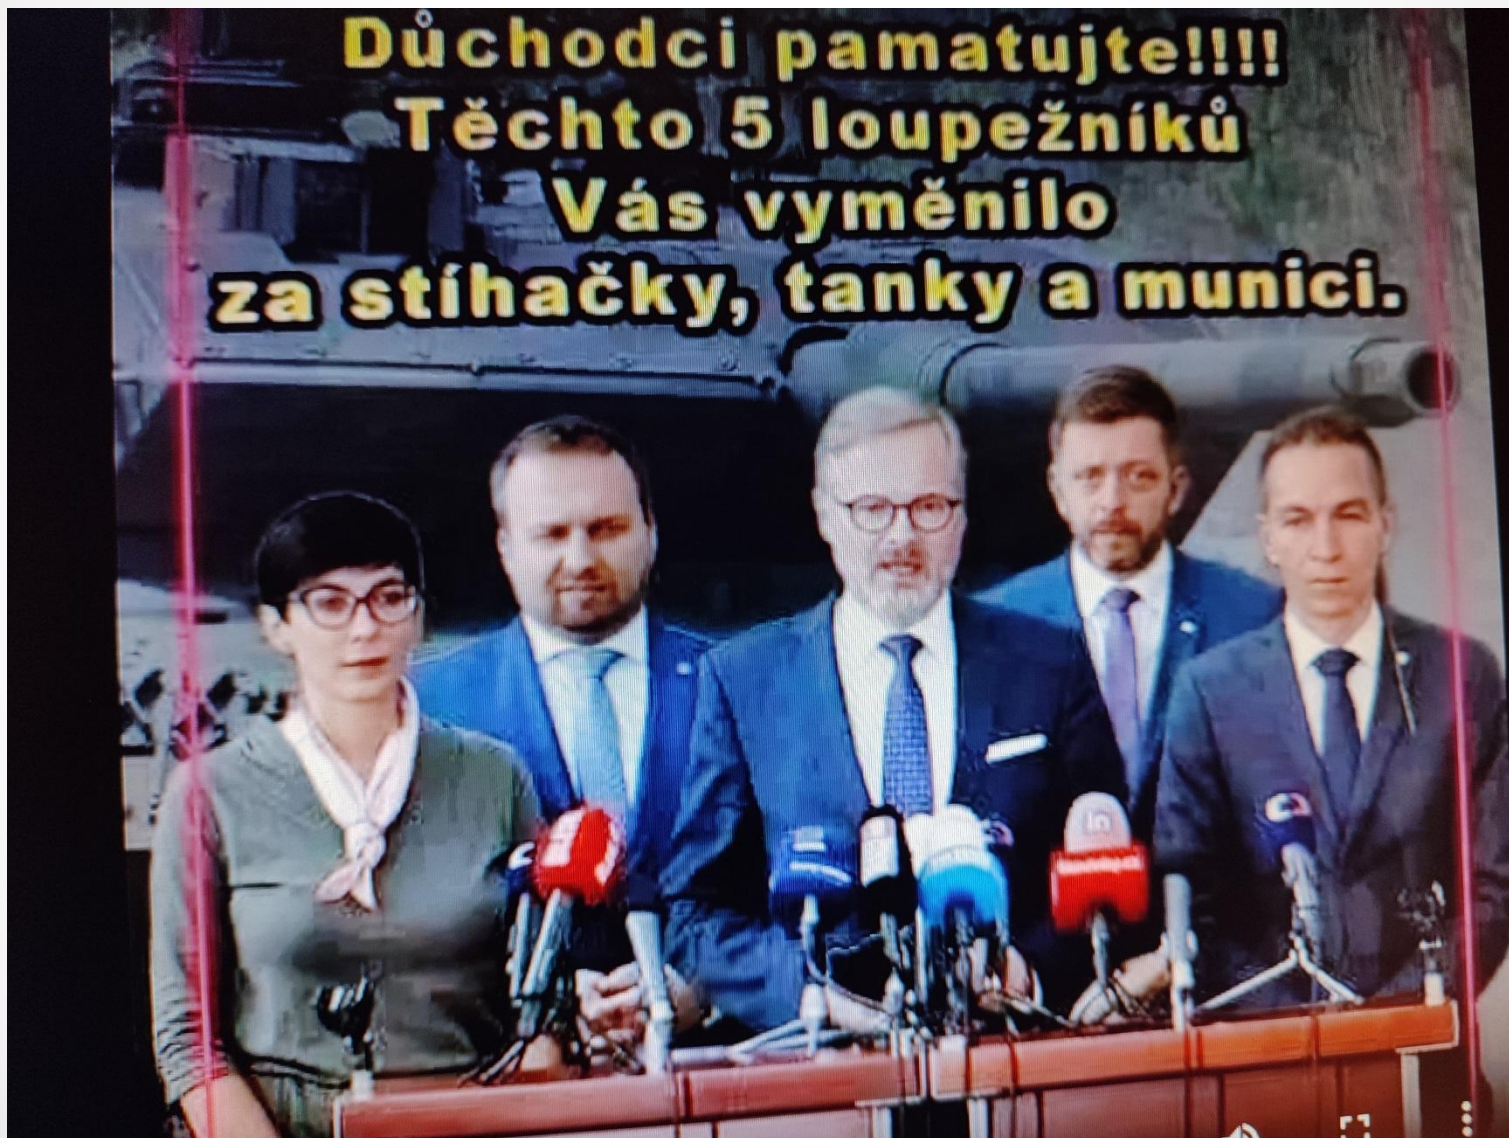 Důchodci pamatujte!!!!
Těchto 5 loupežníků
Vás vyměnilo
za stíhačky, tanky a munici.